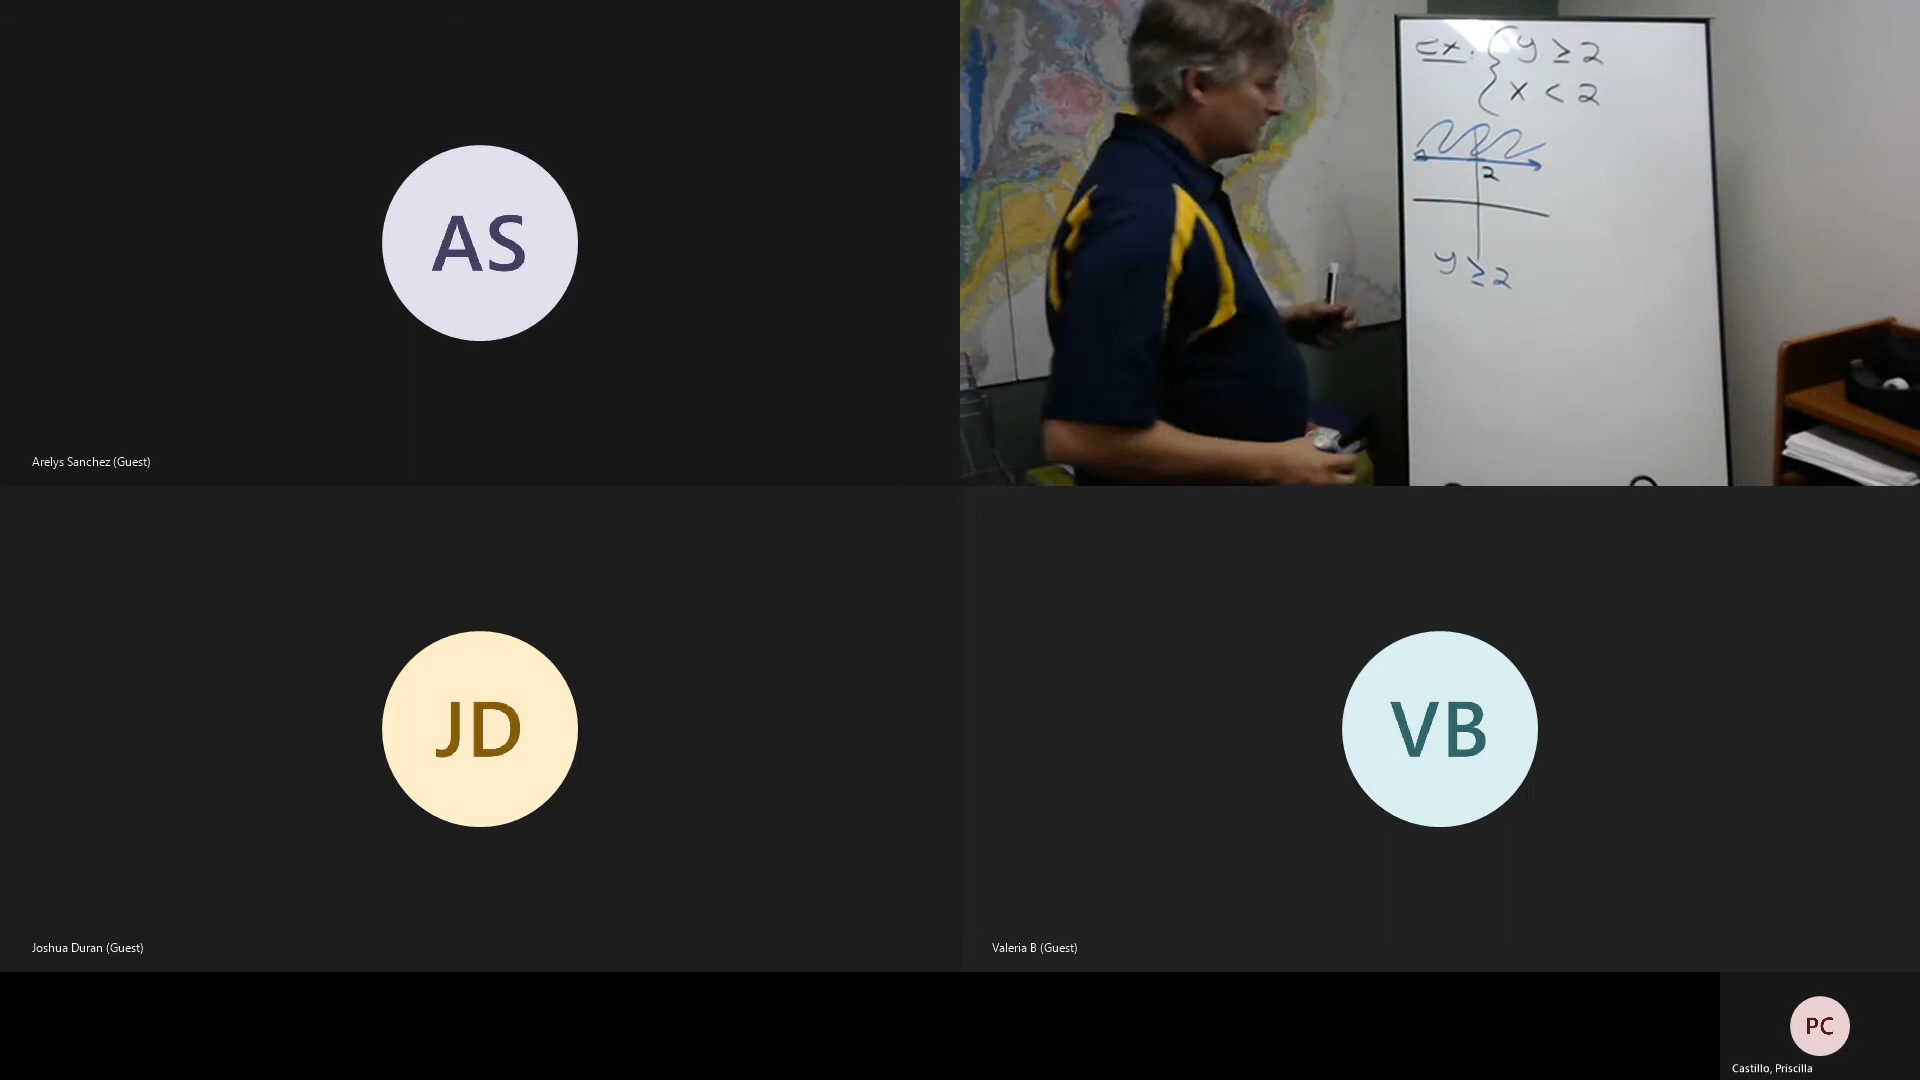 AS
Arelys Sanchez (Guest)
Ex: { y ≥ 2
x < 2
2
y ≥ 2
JD
Joshua Duran (Guest)
VB
Valeria B (Guest)
PC
Castillo, Priscilla